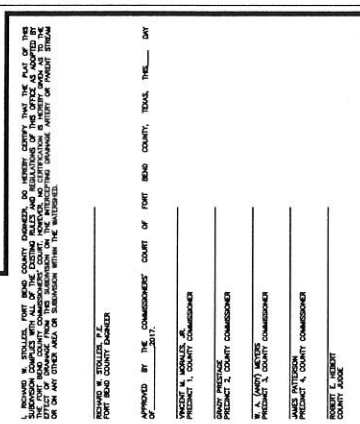 I, RICHARD W. STOLLEIS, FORT BEND COUNTY ENGINEER, DO HEREBY CERTIFY THAT THE PLAT OF THIS
SUBDIVISION COMPLIES WITH ALL OF THE EXISTING RULES AND REGULATIONS OF THIS OFFICE AS ADOPTED BY
THE FORT BEND COUNTY COMMISSIONERS' COURT. HOWEVER, NO CERTIFICATION IS HEREBY GIVEN AS TO THE
EFFECT OF DRAINAGE FROM THIS SUBDIVISION ON THE INTERCEPTING DRAINAGE ARTERY OR PARENT STREAM
OR ON ANY OTHER AREA OR SUBDIVISION WITHIN THE WATERSHED.
RICHARD W. STOLLEIS, P.E.
FORT BEND COUNTY ENGINEER
APPROVED BY THE COMMISSIONERS' COURT OF FORT BEND COUNTY, TEXAS, THIS___ DAY
OF ______, 2017.
VINCENT M. MORALES, JR.
PRECINCT 1, COUNTY COMMISSIONER
GRADY PRESTAGE
PRECINCT 2, COUNTY COMMISSIONER
W. A. (ANDY) MEYERS
PRECINCT 3, COUNTY COMMISSIONER
JAMES PATTERSON
PRECINCT 4, COUNTY COMMISSIONER
ROBERT E. HEBERT
COUNTY JUDGE